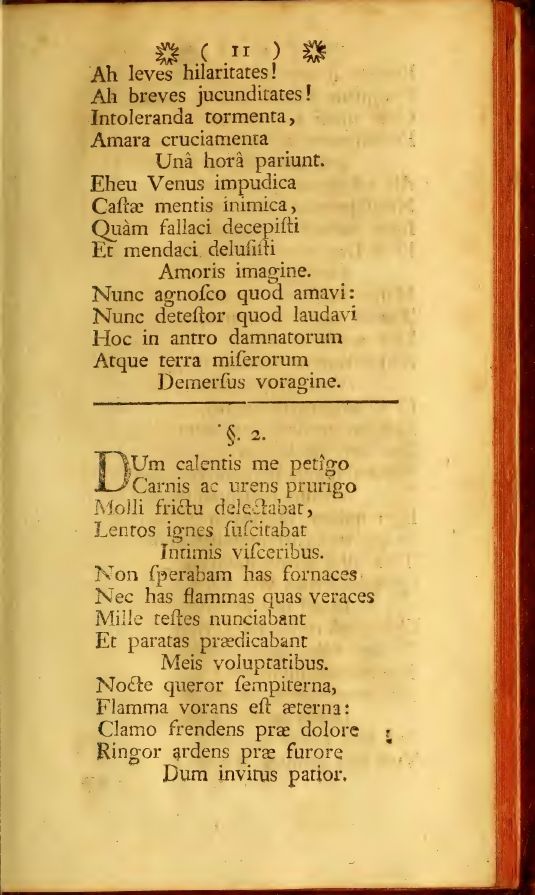 ( 11 )
Ah leves hilaritates!
Ah breves jucunditates!
Intoleranda tormenta,
Amara cruciamenta
Unâ horâ pariunt.
Eheu Venus impudica
Caſtæ mentis inimica,
Quàm fallaci decepiſti
Et mendaci deluſiſti
Amoris imagine.
Nunc agnoſco quod amavi:
Nunc deteſtor quod laudavi
Hoc in antro damnatorum
Atque terra miſerorum
Demerſus voragine.
§. 2.
DUm calentis me petîgo
Carnis ac urens prurigo
Molli frictu delectabat,
Lentos ignes ſuſcitabat
Intimis viſceribus.
Non ſperabam has fornaces
Nec has flammas quas veraces
Mille teſtes nunciabant
Et paratas prædicabant
Meis voluptatibus.
Nocte queror ſempiterna,
Flamma vorans eſt æterna:
Clamo frendens præ dolore
Ringor ardens præ furore
Dum invitus patior.